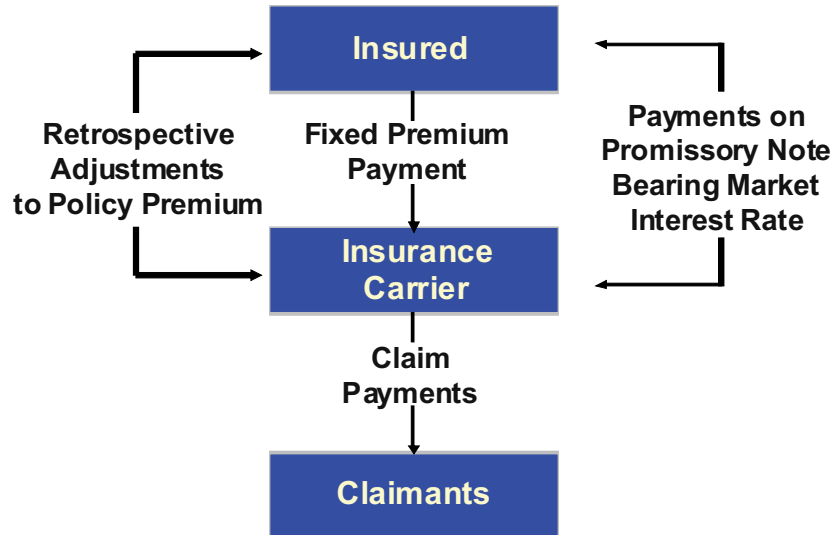 Insured
Retrospective
Adjustments
to Policy Premium
Fixed Premium
Payment
Payments on
Promissory Note
Bearing Market
Interest Rate
Insurance
Carrier
Claim
Payments
Claimants